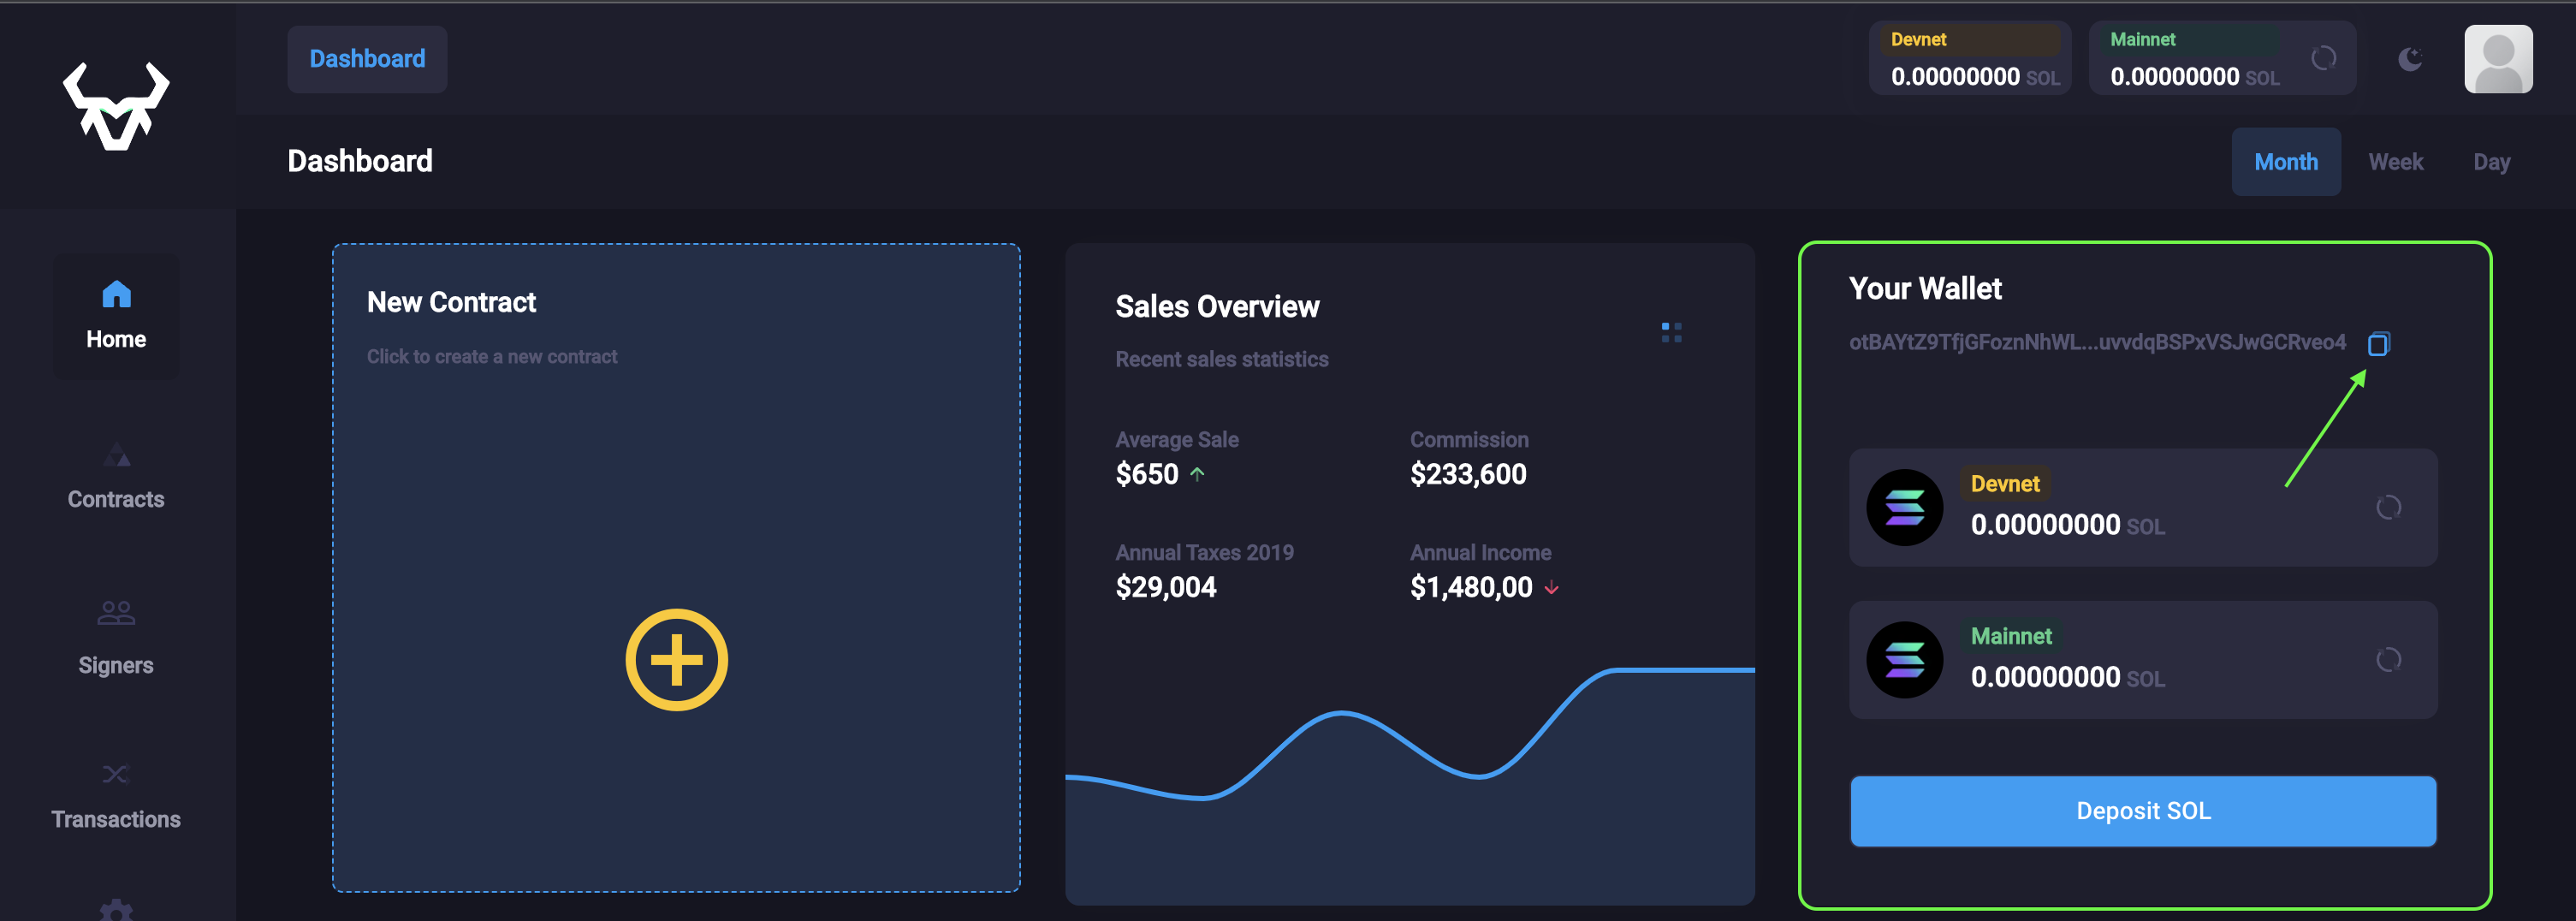 Dashboard
Devnet
0.00000000 SOL
Mainnet
0.00000000 SOL
Dashboard
Month
Week
Day
Home
Contracts
Signers
Transactions
New Contract
Click to create a new contract
Sales Overview
Recent sales statistics
Average Sale
$650
Commission
$233,600
Annual Taxes 2019
$29,004
Annual Income
$1,480,00
Your Wallet
otBAYtZ9TfjGFoznNhWL...uvvdqBSPxVSJwGCRveo4
Devnet
0.00000000 SOL
Mainnet
0.00000000 SOL
Deposit SOL